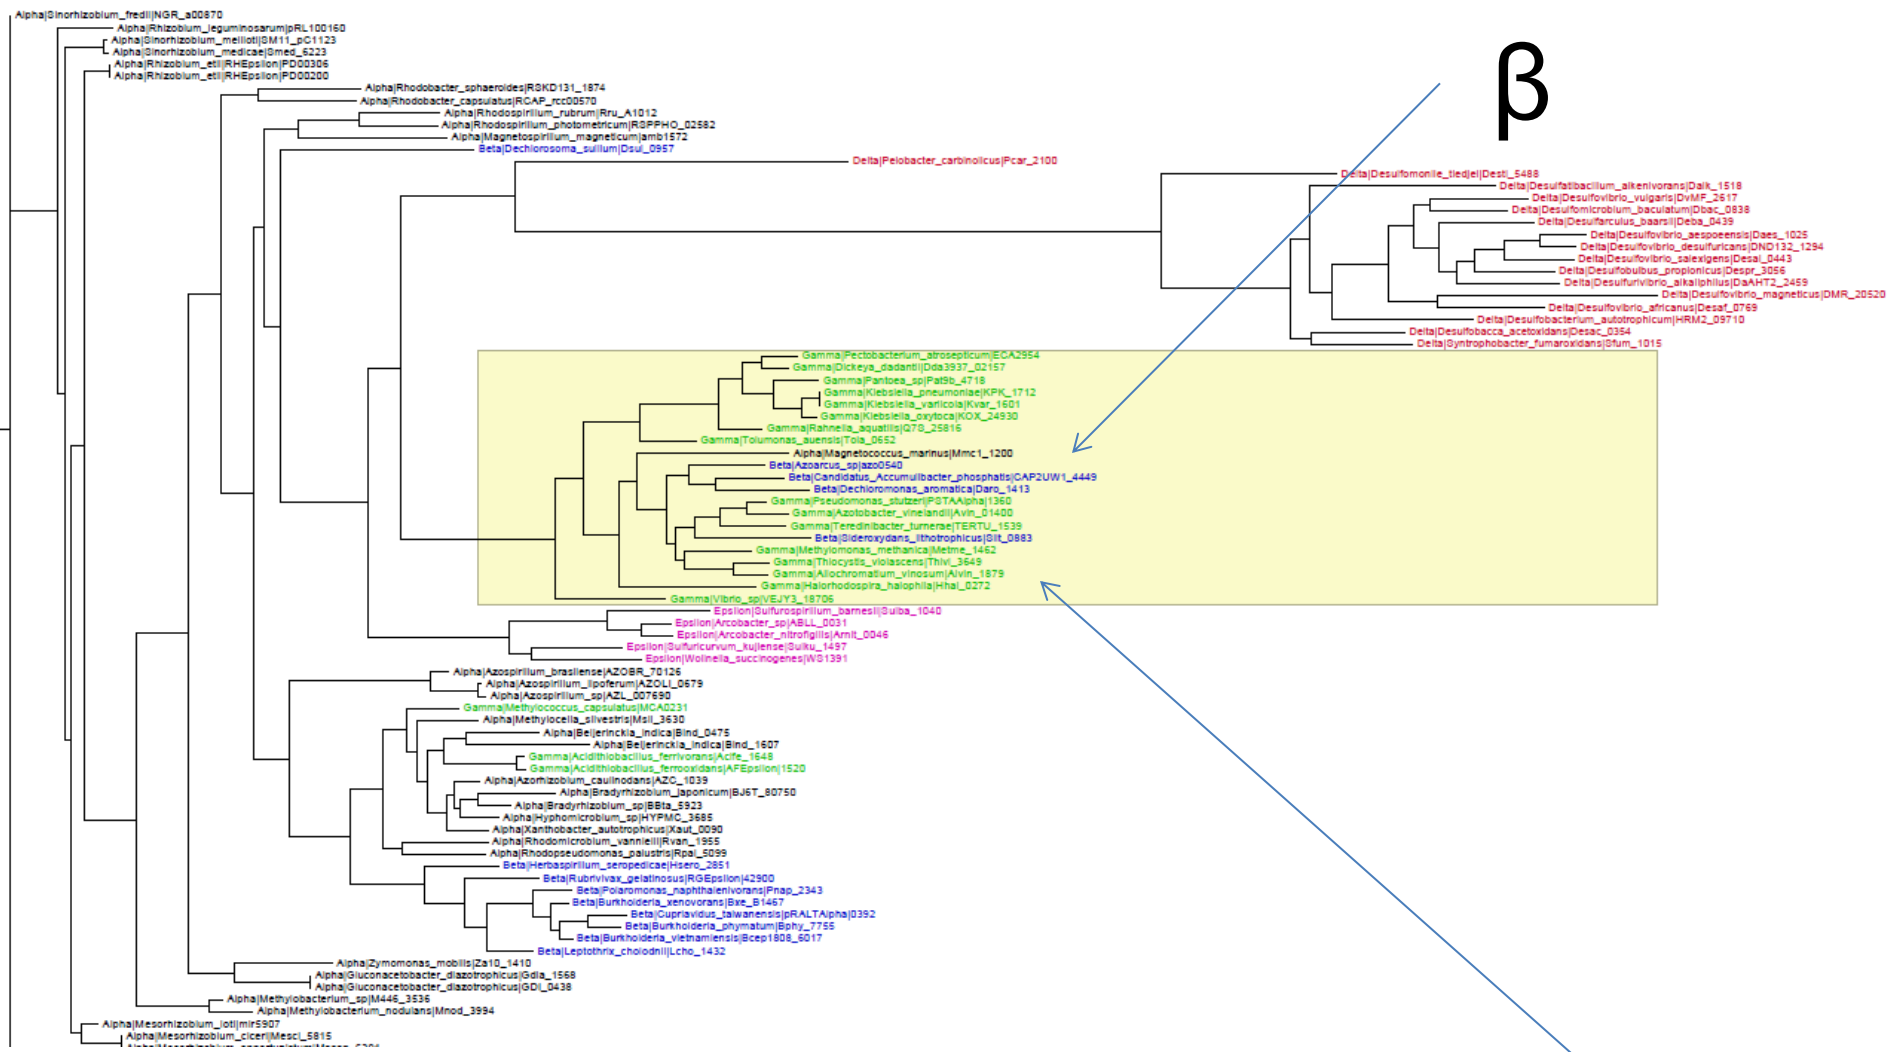 Alpha|Sinorhizobium_fredii|NGR_a00870
Alpha|Rhizobium_leguminosarum|pRL100160
Alpha|Sinorhizobium_meliloti|SM11_pC1123
Alpha|Sinorhizobium_medicae|Smed_6223
Alpha|Rhizobium_etli|RHEpsilon|PD00306
Alpha|Rhizobium_etli|RHEpsilon|PD00200
β
Alpha|Rhodobacter_sphaeroides|RSKD131_1874
Alpha|Rhodobacter_capsulatus|RCAP_rcc00570
Alpha|Rhodospirillum_rubrum|Rru_A1012
Alpha|Rhodospirillum_photometricum|RSPPHO_02582
Alpha|Magnetospirillum_magneticum|amb1572
Beta|Dechlorosoma_suillum|Dsui_0957
Delta|Pelobacter_carbinolicus|Pcar_2100
Delta|Desulfomonile_tiedjei|Desti_5488
Delta|Desulfatibacillum_alkenivorans|Dalk_1518
Delta|Desulfovibrio_vulgaris|DvMF_2617
Delta|Desulfomicrobium_baculatum|Dbac_0838
Delta|Desulfarculus_baarsii|Deba_0439
Delta|Desulfovibrio_aespoeensis|Daes_1025
Delta|Desulfovibrio_desulfuricans|DND132_1294
Delta|Desulfovibrio_salexigens|Desal_0443
Delta|Desulfobulbus_propionicus|Despr_3056
Delta|Desulfurivibrio_alkaliphilus|DaAHT2_2459
Delta|Desulfovibrio_magneticus|DMR_20520
Delta|Desulfovibrio_africanus|Desaf_0769
Delta|Desulfobacterium_autotrophicum|HRM2_09710
Delta|Desulfobacca_acetoxidans|Desac_0354
Delta|Syntrophobacter_fumaroxidans|Sfum_1015
Gamma|Pectobacterium_atrosepticum|ECA2954
Gamma|Dickeya_dadantii|Dda3937_02157
Gamma|Pantoea_sp|Pat9b_4718
Gamma|Klebsiella_pneumoniae|KPK_1712
Gamma|Klebsiella_variicola|Kvar_1601
Gamma|Klebsiella_oxytoca|KOX_24930
Gamma|Rahnella_aquatilis|Q7S_25816
Gamma|Tolumonas_auensis|Tola_0652
Alpha|Magnetococcus_marinus|Mmc1_1200
Beta|Azoarcus_sp|azo0540
Beta|Candidatus_Accumulibacter_phosphatis|CAP2UW1_4449
Beta|Dechloromonas_aromatica|Daro_1413
Gamma|Pseudomonas_stutzeri|PSTAAlpha|1360
Gamma|Azotobacter_vinelandii|Avin_01400
Gamma|Teredinibacter_turnerae|TERTU_1539
Beta|Sideroxydans_lithotrophicus|Slit_0883
Gamma|Methylomonas_methanica|Metme_1462
Gamma|Thiocystis_violascens|Thivi_3649
Gamma|Allochromatium_vinosum|Alvin_1879
Gamma|Halorhodospira_halophila|Hhal_0272
Gamma|Vibrio_sp|VEJY3_18706
Epsilon|Sulfurospirillum_barnesii|Sulba_1040
Epsilon|Arcobacter_sp|ABLL_0031
Epsilon|Arcobacter_nitrofigilis|Arnit_0046
Epsilon|Sulfuricurvum_kujiense|Sulku_1497
Epsilon|Wolinella_succinogenes|WS1391
Alpha|Azospirillum_brasilense|AZOBR_70126
Alpha|Azospirillum_lipoferum|AZOLI_0679
Alpha|Azospirillum_sp|AZL_007690
Gamma|Methylococcus_capsulatus|MCA0231
Alpha|Methylocella_silvestris|Msil_3630
Alpha|Beijerinckia_indica|Bind_0475
Alpha|Beijerinckia_indica|Bind_1607
Gamma|Acidithiobacillus_ferrivorans|Acife_1648
Gamma|Acidithiobacillus_ferrooxidans|AFEpsilon|1520
Alpha|Azorhizobium_caulinodans|AZC_1039
Alpha|Bradyrhizobium_japonicum|BJ6T_80750
Alpha|Bradyrhizobium_sp|BBta_5923
Alpha|Hyphomicrobium_sp|HYPMC_3685
Alpha|Xanthobacter_autotrophicus|Xaut_0090
Alpha|Rhodomicrobium_vannielii|Rvan_1955
Alpha|Rhodopseudomonas_palustris|Rpal_5099
Beta|Herbaspirillum_seropedicae|Hsero_2851
Beta|Rubrivivax_gelatinosus|RGEpsilon|42900
Beta|Polaromonas_naphthalenivorans|Pnap_2343
Beta|Burkholderia_xenovorans|Bxe_B1467
Beta|Cupriavidus_taiwanensis|pRALTAlpha|0392
Beta|Burkholderia_phymatum|Bphy_7755
Beta|Burkholderia_vietnamiensis|Bcep1808_6017
Beta|Leptothrix_cholodnii|Lcho_1432
Alpha|Zymomonas_mobilis|Za10_1410
Alpha|Gluconacetobacter_diazotrophicus|Gdia_1568
Alpha|Gluconacetobacter_diazotrophicus|GDI_0438
Alpha|Methylobacterium_sp|M446_3536
Alpha|Methylobacterium_nodulans|Mnod_3994
Alpha|Mesorhizobium_loti|mlr5907
Alpha|Mesorhizobium_ciceri|Mesci_5815